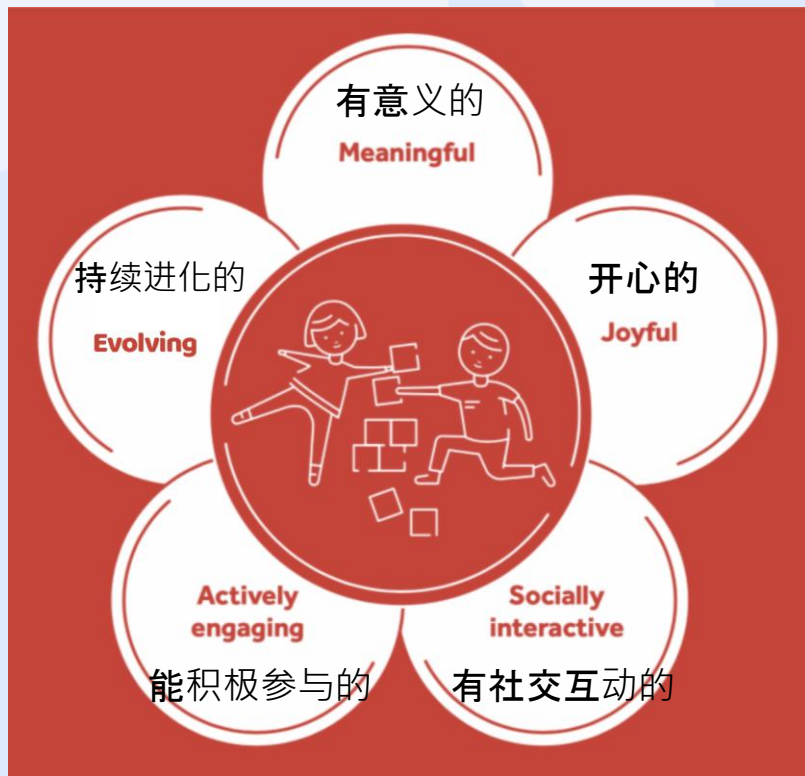 有意义的
Meaningful
持续进化的
Evolving
开心的
Joyful
Actively
engaging
能积极参与的
Socially
interactive
有社交互动的